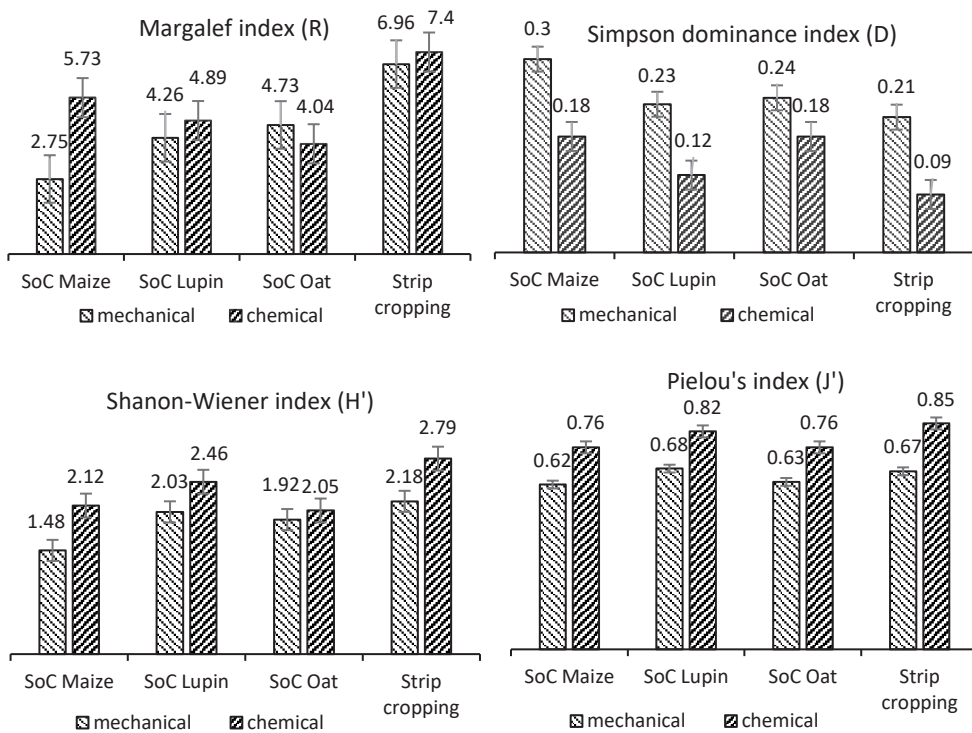 Margalef index (R)
2.75
5.73
4.26
4.89
4.73
4.04
6.96
7.4
SoC Maize
SoC Lupin
SoC Oat
Strip
cropping
mechanical
chemical
Simpson dominance index (D)
0.3
0.18
0.23
0.12
0.24
0.18
0.21
0.09
SoC Maize
SoC Lupin
SoC Oat
Strip
cropping
mechanical
chemical
Shanon-Wiener index (H')
1.48
2.12
2.03
2.46
1.92
2.05
2.18
2.79
SoC Maize
SoC Lupin
SoC Oat
Strip
cropping
mechanical
chemical
Pielou's index (J')
0.62
0.76
0.68
0.82
0.63
0.76
0.67
0.85
SoC Maize
SoC Lupin
SoC Oat
Strip
cropping
mechanical
chemical